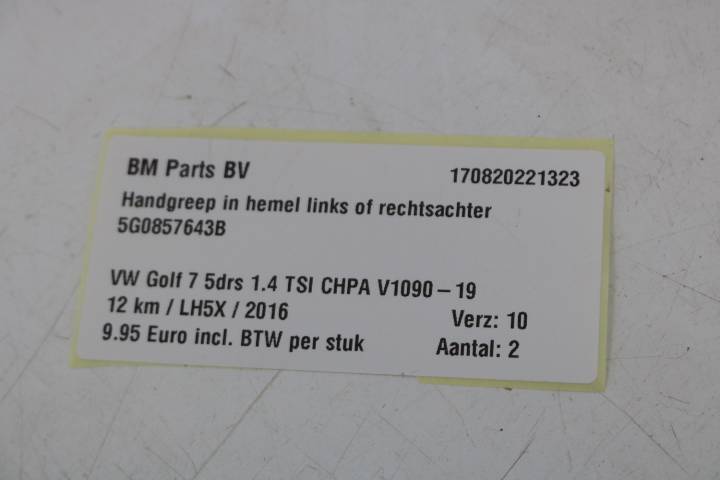 BM Parts BV 170820221323
Handgreep in hemel links of rechtsachter
5G0857643B
VW Golf 7 5drs 1.4 TSI CHPA V1090 – 19
12 km / LH5X / 2016 Verz: 10
9.95 Euro incl. BTW per stuk Aantal: 2